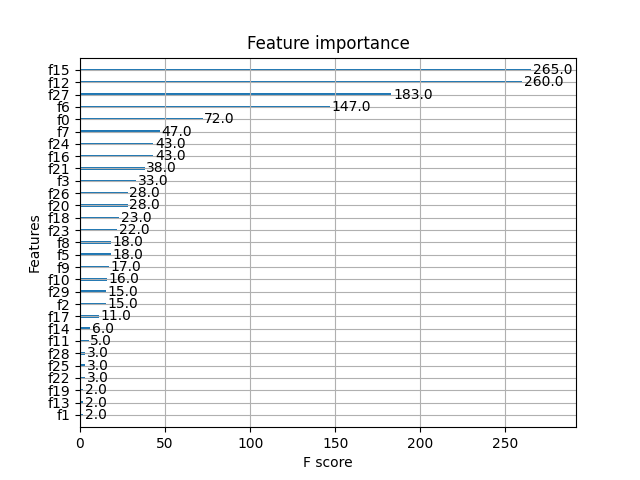 Feature importance
Features
f15 265.0
f12 260.0
f27 183.0
f6 147.0
f0 72.0
f7 47.0
f24 43.0
f16 43.0
f21 38.0
f3 33.0
f26 28.0
f20 28.0
f18 23.0
f23 22.0
f8 18.0
f5 18.0
f9 17.0
f10 16.0
f29 15.0
f2 15.0
f17 11.0
f14 6.0
f11 5.0
f28 3.0
f25 3.0
f22 3.0
f19 2.0
f13 2.0
f1 2.0
0 50 100 150 200 250
F score